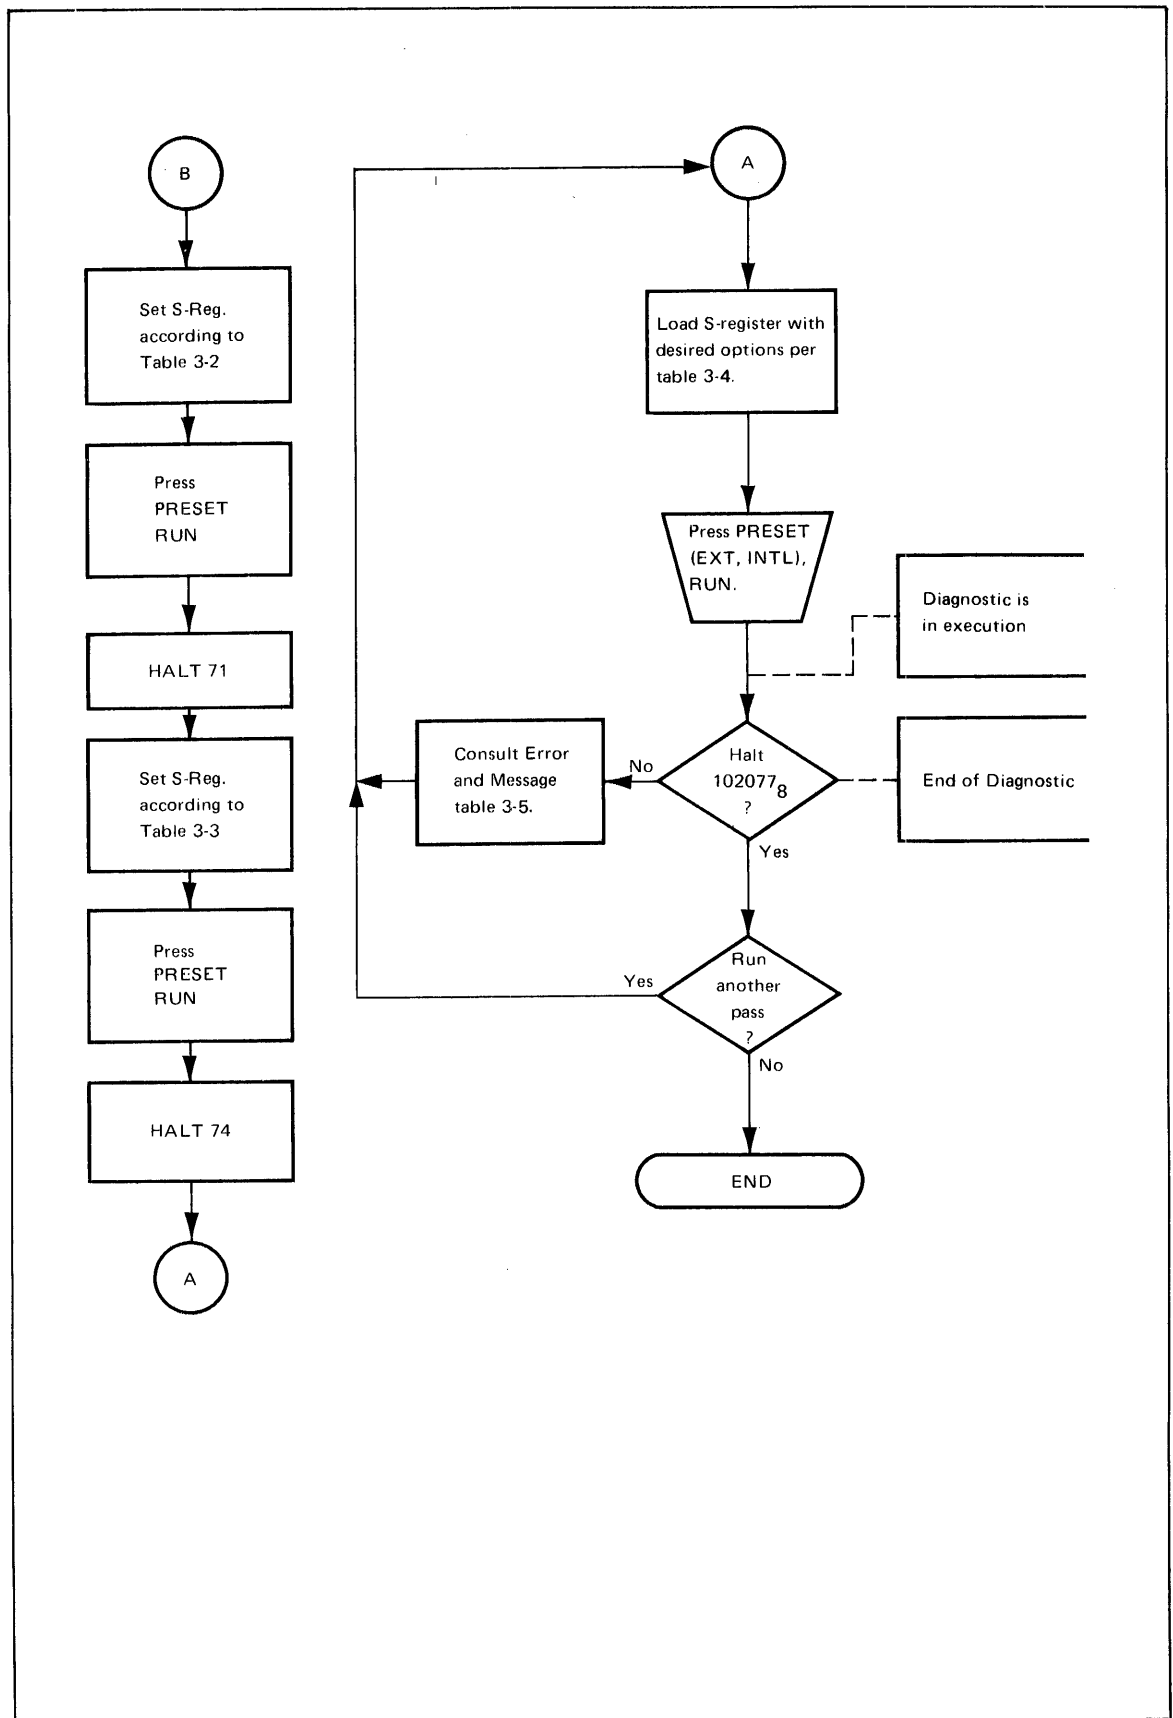 B
Set S-Reg.
according to
Table 3-2
Press
PRESET
RUN
HALT 71
Set S-Reg.
according to
Table 3-3
Press
PRESET
RUN
HALT 74
A
A
Load S-register with
desired options per
table 3-4.
Press PRESET
(EXT, INTL),
RUN.
Diagnostic is
in execution
Halt
102077₈
?
No
Yes
Consult Error
and Message
table 3-5.
End of Diagnostic
Run
another
pass
?
Yes
No
END